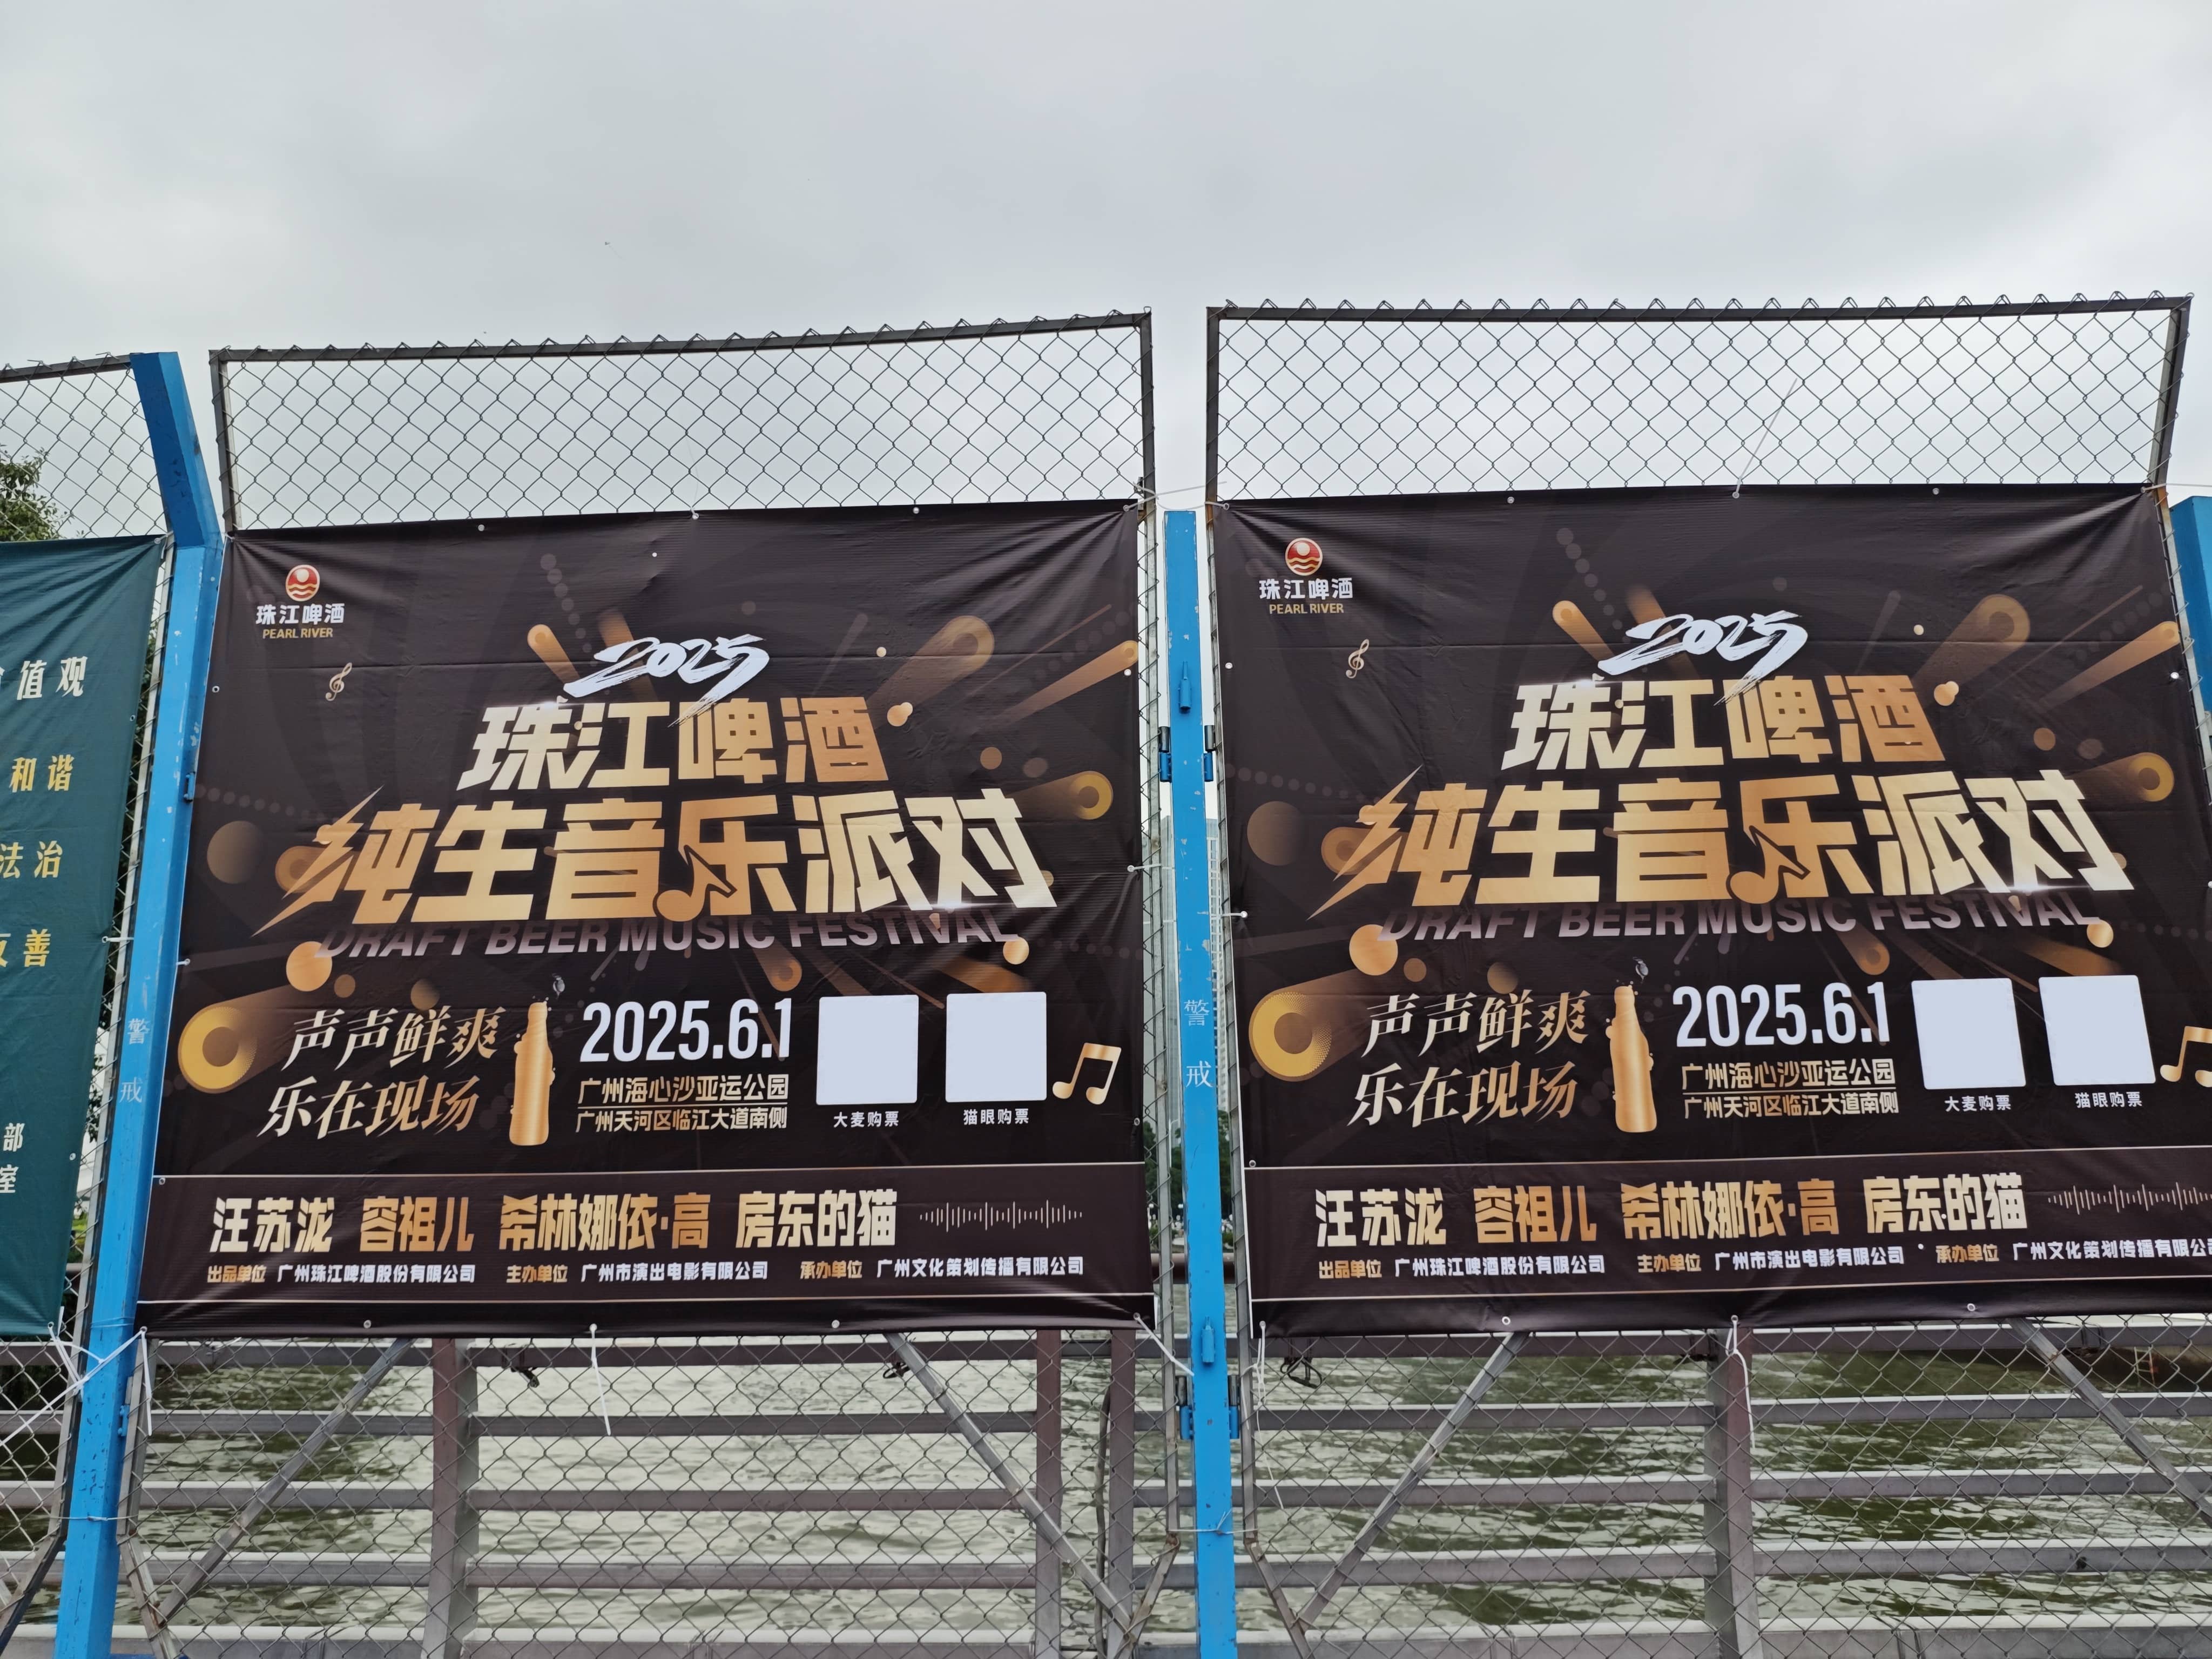 值观
和谐
法治
善
部
室
警
戒
珠江啤酒
PEARL RIVER
2025
珠江啤酒
纯生音乐派对
DRAFT BEER MUSIC FESTIVAL
声声鲜爽
乐在现场
2025.6.1
广州海心沙亚运公园
广州天河区临江大道南侧
大麦购票
猫眼购票
汪苏泷 容祖儿 希林娜依·高 房东的猫
出品单位 广州珠江啤酒股份有限公司 主办单位 广州市演出电影有限公司 承办单位 广州文化策划传播有限公司
警
戒
珠江啤酒
PEARL RIVER
2025
珠江啤酒
纯生音乐派对
DRAFT BEER MUSIC FESTIVAL
声声鲜爽
乐在现场
2025.6.1
广州海心沙亚运公园
广州天河区临江大道南侧
大麦购票
猫眼购票
汪苏泷 容祖儿 希林娜依·高 房东的猫
出品单位 广州珠江啤酒股份有限公司 主办单位 广州市演出电影有限公司 承办单位 广州文化策划传播有限公